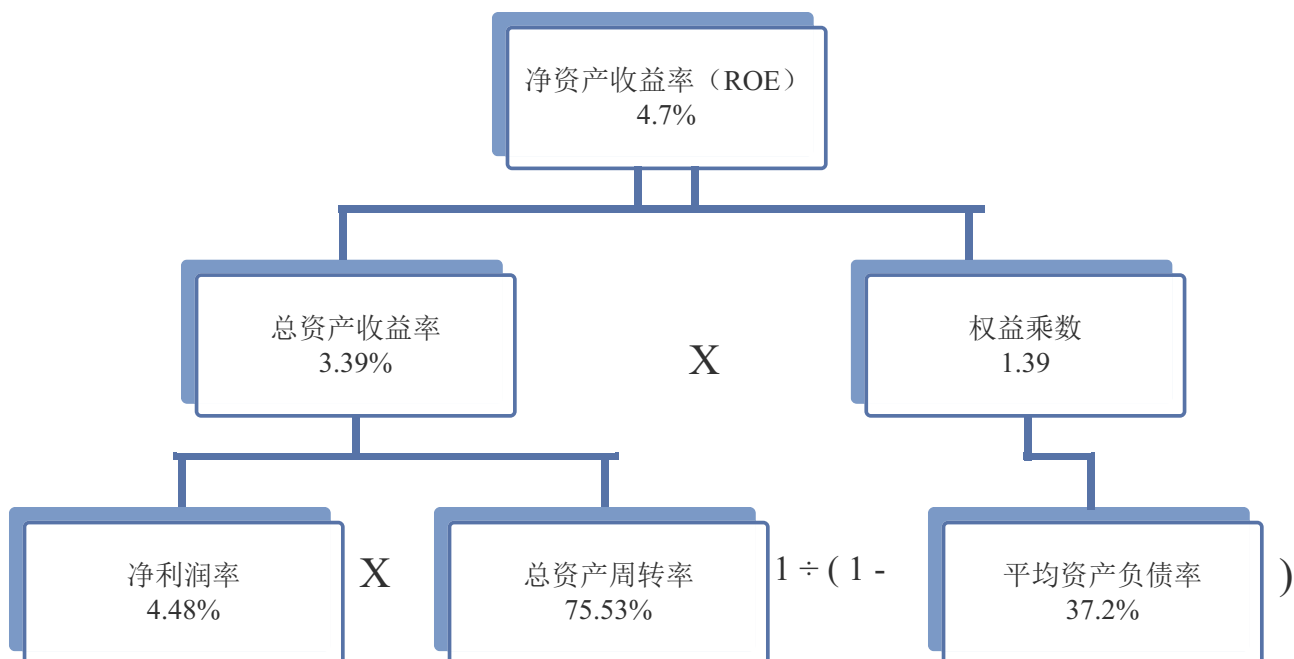 净资产收益率（ROE）
4.7%
总资产收益率
3.39%
X
权益乘数
1.39
净利润率
4.48%
X
总资产周转率
75.53%
1 ÷ ( 1 -
平均资产负债率
37.2%
)